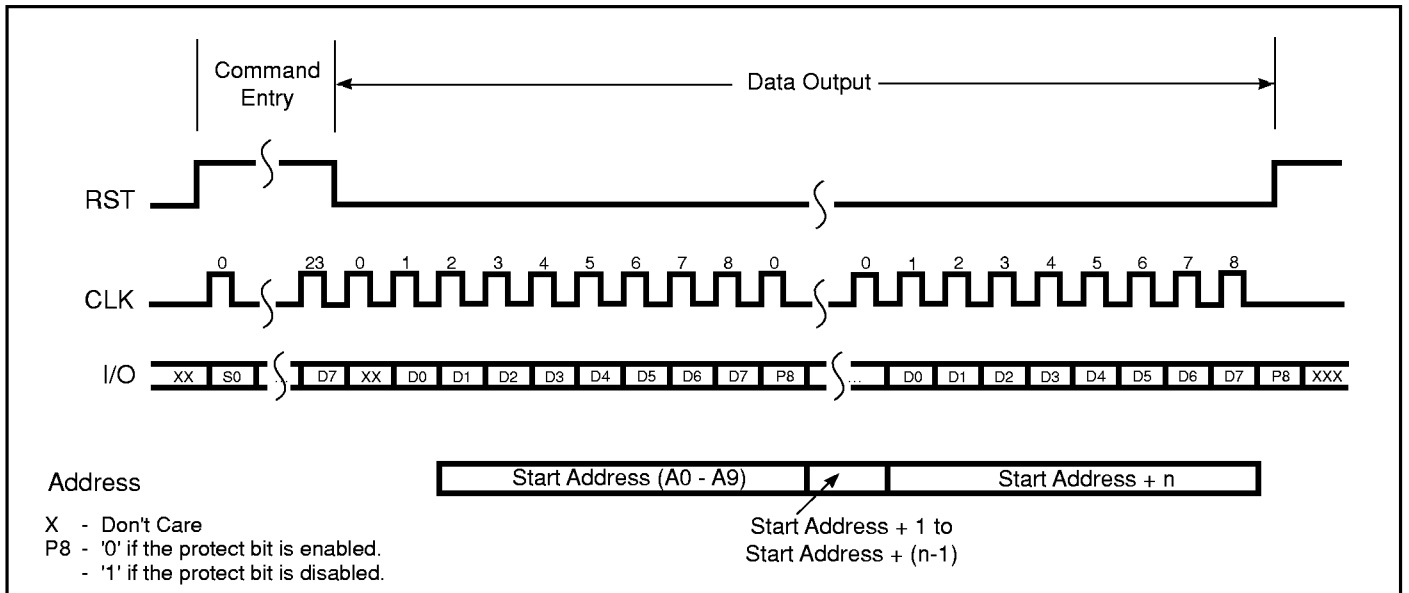 Command
Entry
Data Output
RST
0 23 0 1 2 3 4 5 6 7 8 0 0 1 2 3 4 5 6 7 8
CLK
I/O XX S0 ... D7 XX D0 D1 D2 D3 D4 D5 D6 D7 P8 ... D0 D1 D2 D3 D4 D5 D6 D7 P8 XXX
Address
Start Address (A0 - A9)
Start Address + n
Start Address + 1 to
Start Address + (n-1)
X - Don't Care
P8 - '0' if the protect bit is enabled.
- '1' if the protect bit is disabled.